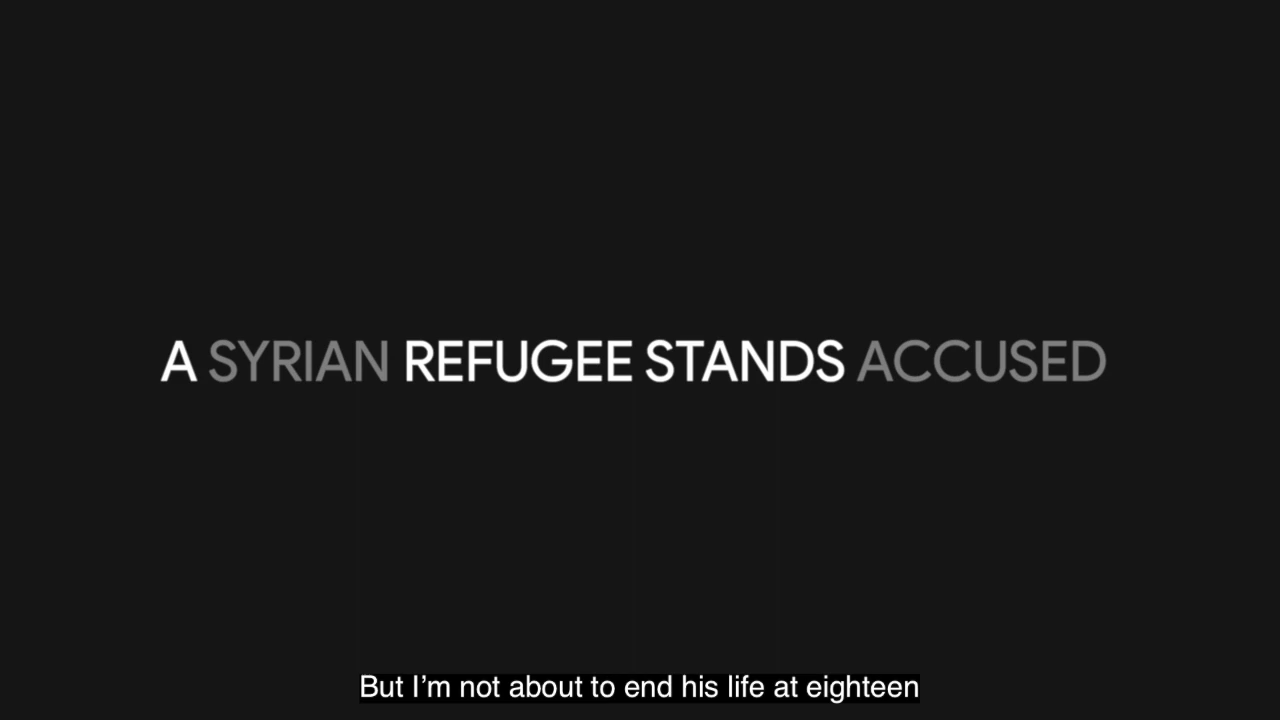 A SYRIAN REFUGEE STANDS ACCUSED
But I’m not about to end his life at eighteen